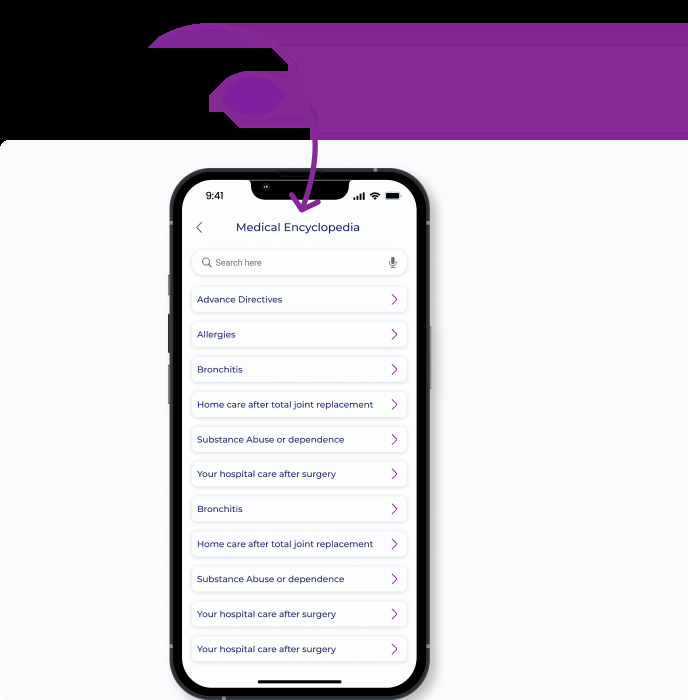 9:41
Medical Encyclopedia
Search here
Advance Directives
Allergies
Bronchitis
Home care after total joint replacement
Substance Abuse or dependence
Your hospital care after surgery
Bronchitis
Home care after total joint replacement
Substance Abuse or dependence
Your hospital care after surgery
Your hospital care after surgery